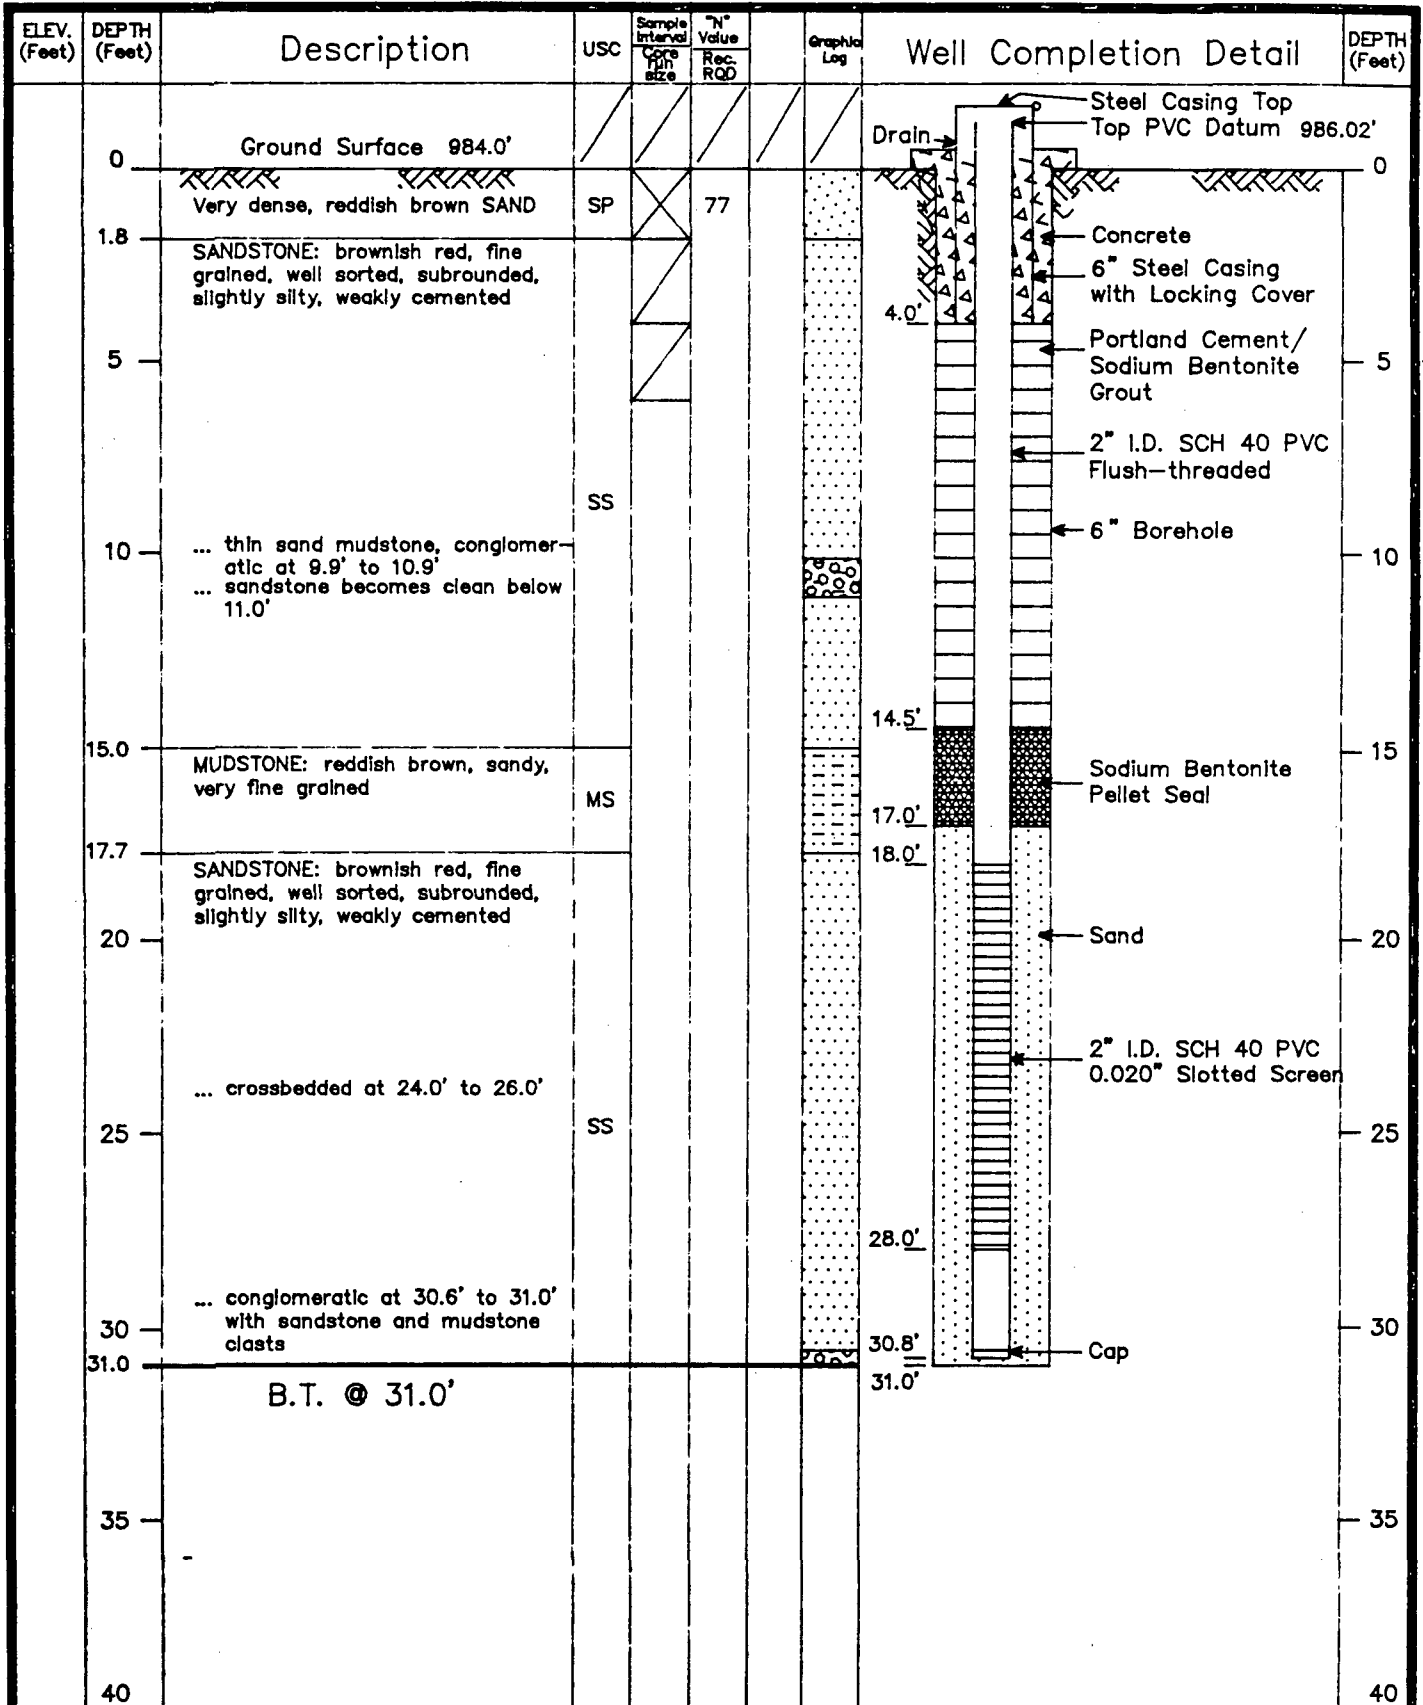 ELEV.
(Feet)
DEPTH
(Feet)
Description
USC
Sample
Interval
Core
run
size
"N"
Value
Rec.
RQD
Graphic
Log
Well Completion Detail
DEPTH
(Feet)
Steel Casing Top
Top PVC Datum 986.02'
Drain
Ground Surface 984.0'
0
0
Very dense, reddish brown SAND
SP
77
1.8
SANDSTONE: brownish red, fine
grained, well sorted, subrounded,
slightly silty, weakly cemented
Concrete
6" Steel Casing
with Locking Cover
4.0'
Portland Cement/
Sodium Bentonite
Grout
5
5
2" I.D. SCH 40 PVC
Flush-threaded
SS
6" Borehole
10
... thin sand mudstone, conglomer-
atic at 9.9' to 10.9'
... sandstone becomes clean below
11.0'
10
14.5'
15.0
15
MUDSTONE: reddish brown, sandy,
very fine grained
MS
Sodium Bentonite
Pellet Seal
17.0'
17.7
18.0'
SANDSTONE: brownish red, fine
grained, well sorted, subrounded,
slightly silty, weakly cemented
20
Sand
20
2" I.D. SCH 40 PVC
0.020" Slotted Screen
... crossbedded at 24.0' to 26.0'
25
SS
25
28.0'
... conglomeratic at 30.6' to 31.0'
with sandstone and mudstone
clasts
30
30
30.8'
Cap
31.0
31.0'
B.T. @ 31.0'
35
35
40
40